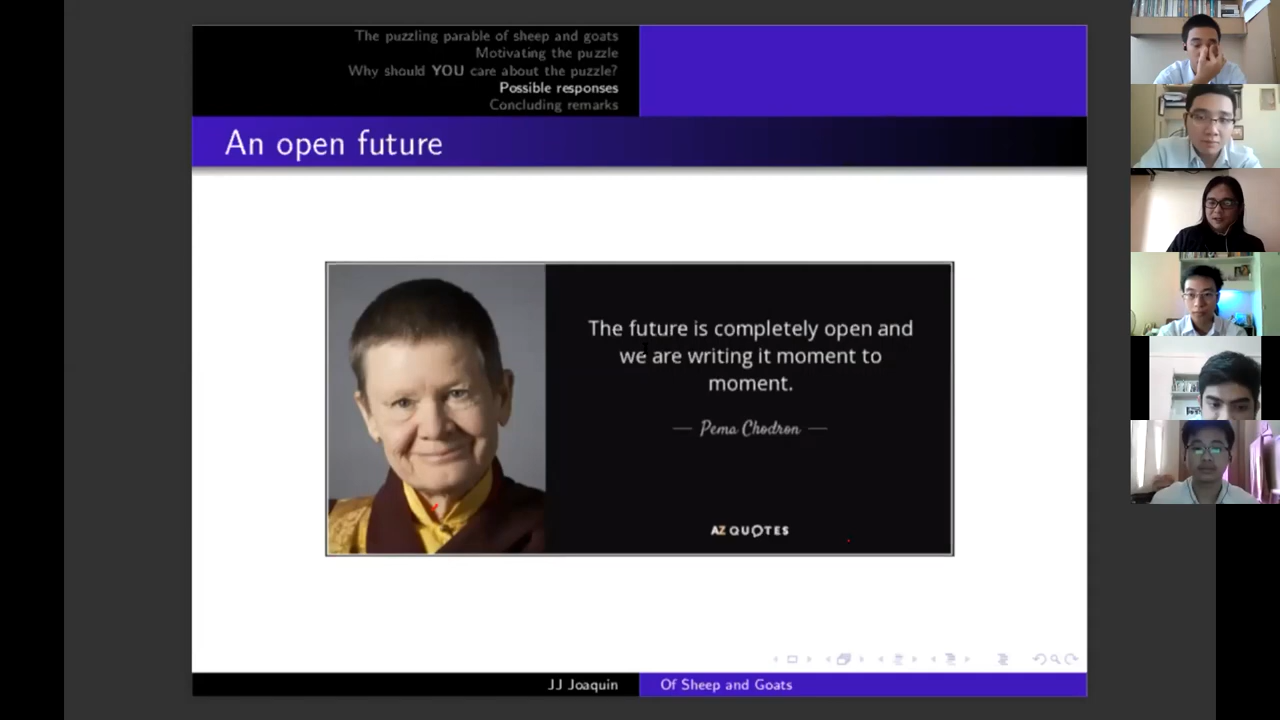 The puzzling parable of sheep and goats
Motivating the puzzle
Why should YOU care about the puzzle?
Possible responses
Concluding remarks
An open future
The future is completely open and
we are writing it moment to
moment.
— Pema Chodron —
AZ QUOTES
JJ Joaquin
Of Sheep and Goats